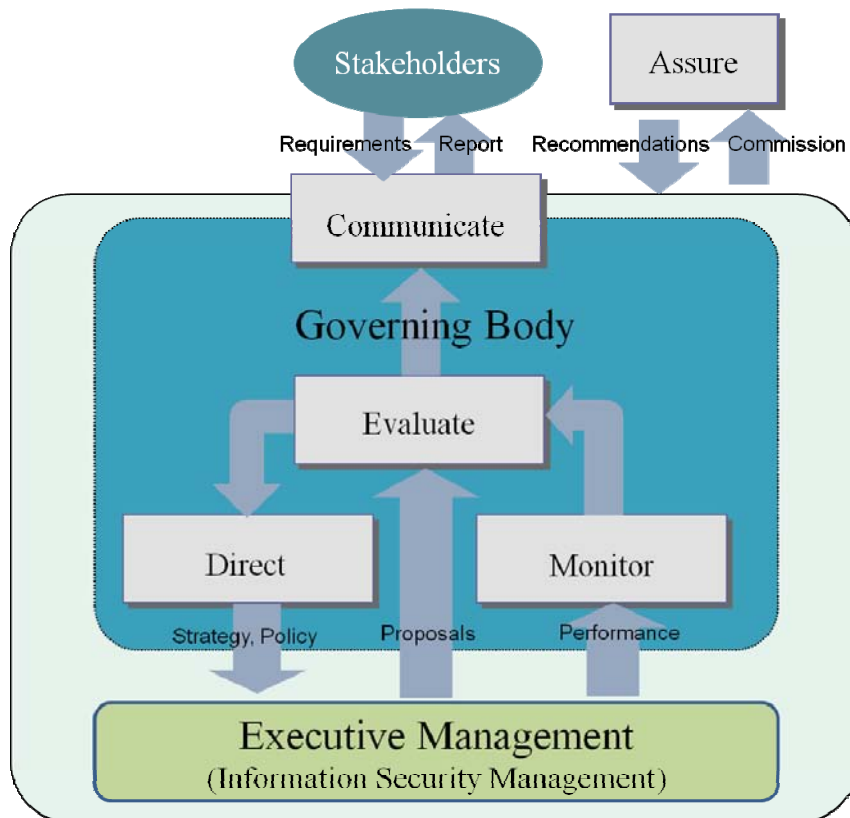 Stakeholders
Assure
Requirements
Report
Recommendations
Commission
Communicate
Governing Body
Evaluate
Direct
Monitor
Strategy, Policy
Proposals
Performance
Executive Management
(Information Security Management)